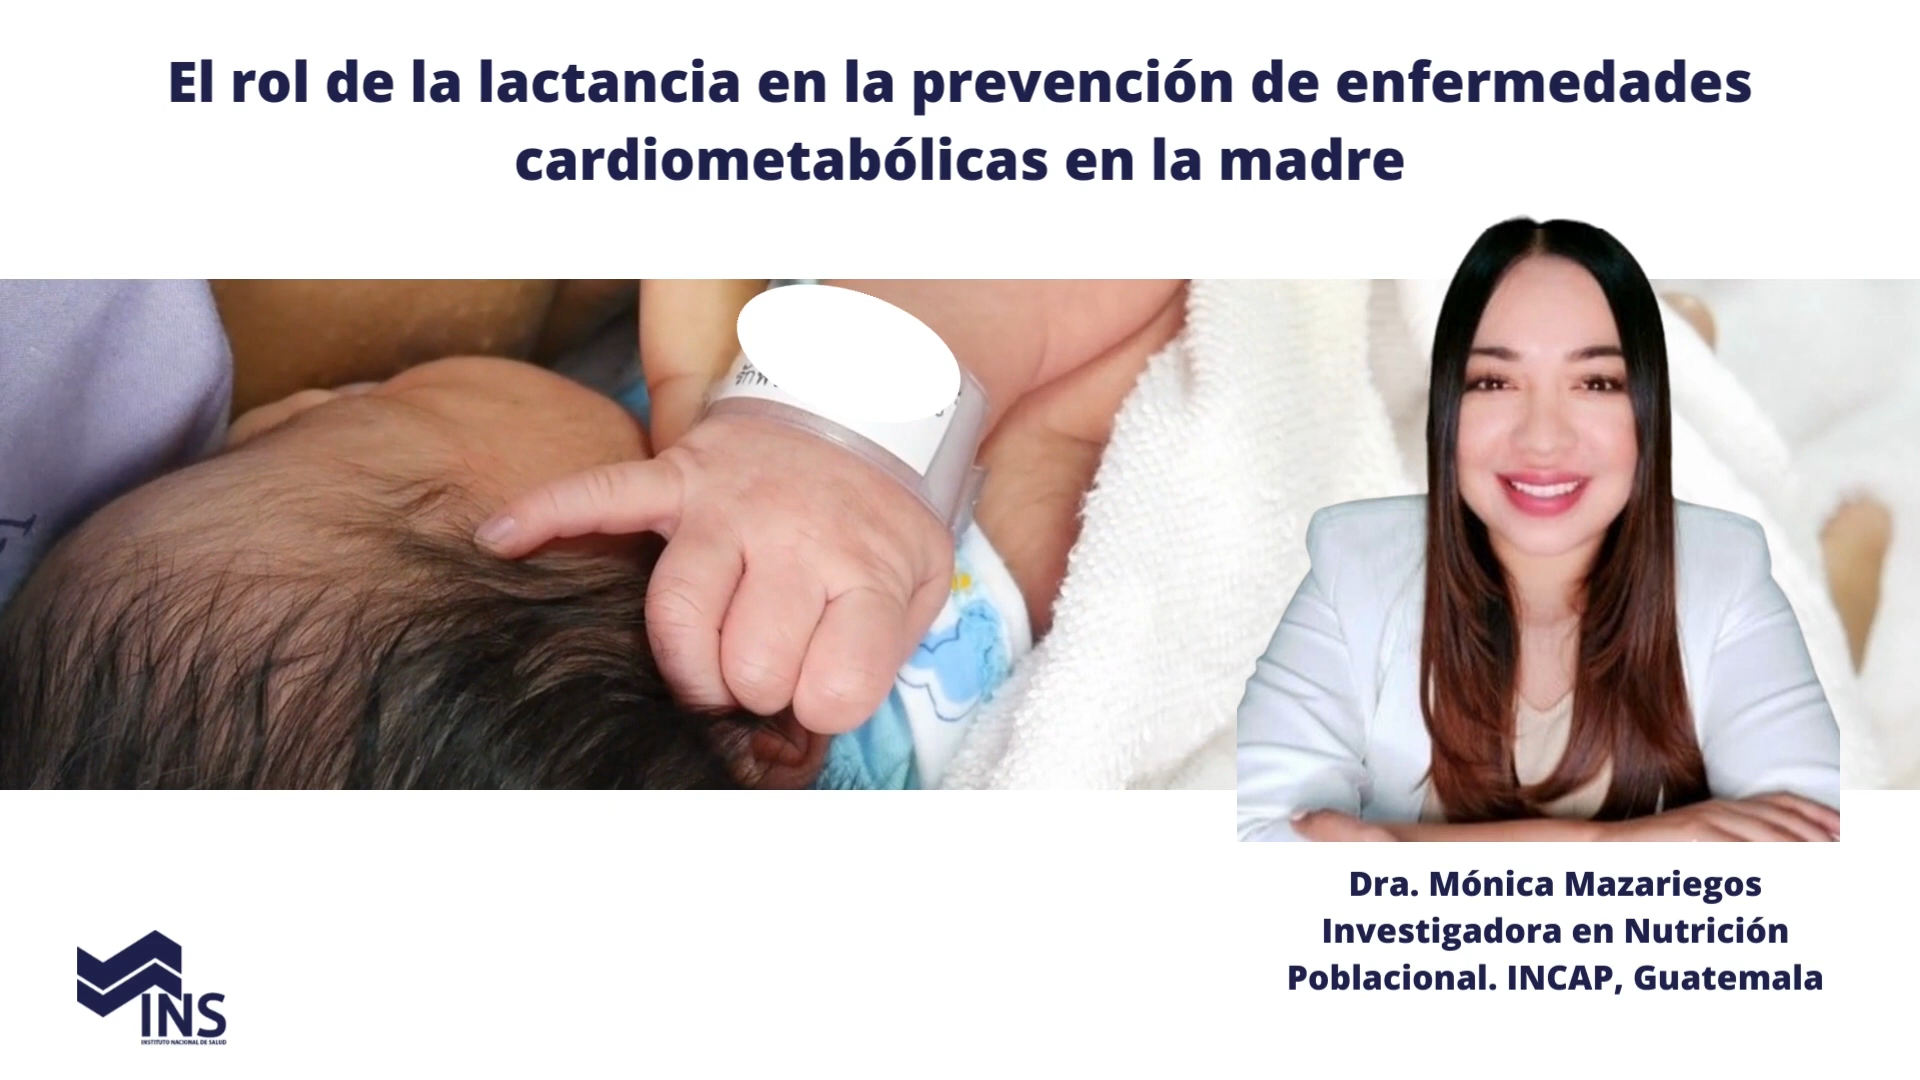 El rol de la lactancia en la prevención de enfermedades
cardiometabólicas en la madre
Dra. Mónica Mazariegos
Investigadora en Nutrición
Poblacional. INCAP, Guatemala
INS
INSTITUTO NACIONAL DE SALUD